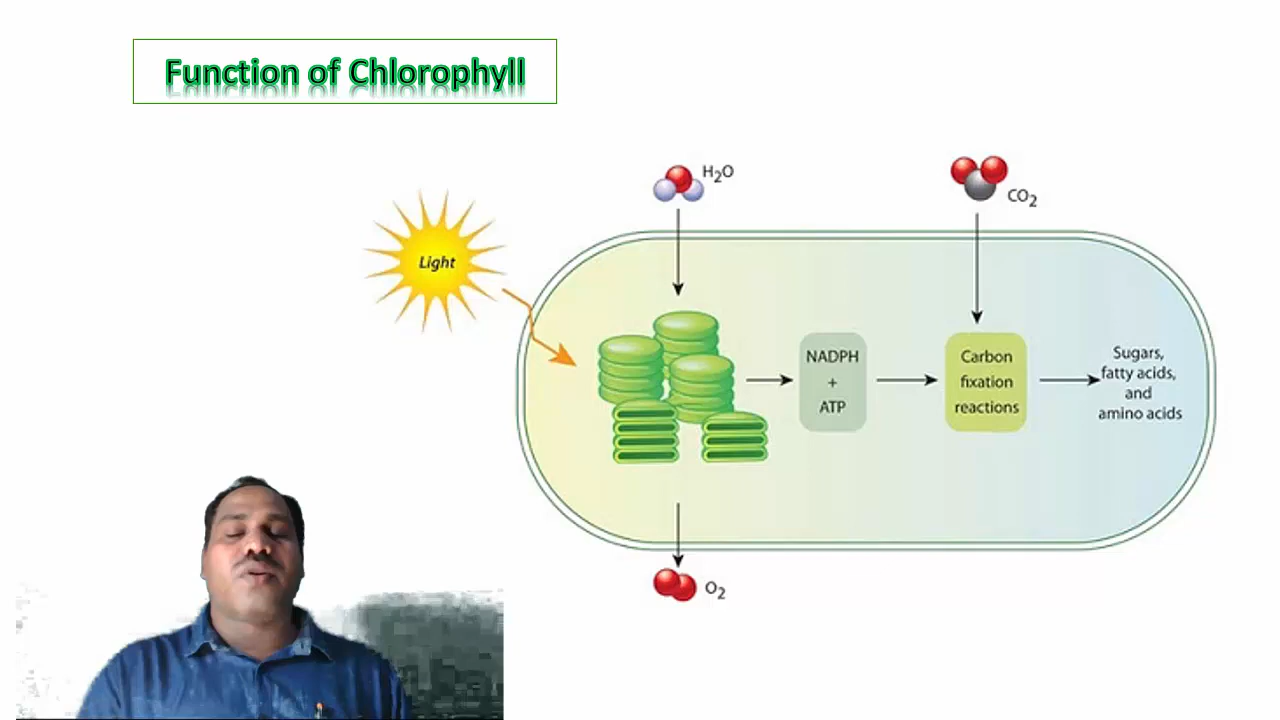 Function of Chlorophyll
H₂O
CO₂
Light
NADPH
+
ATP
Carbon
fixation
reactions
Sugars,
fatty acids,
and
amino acids
O₂